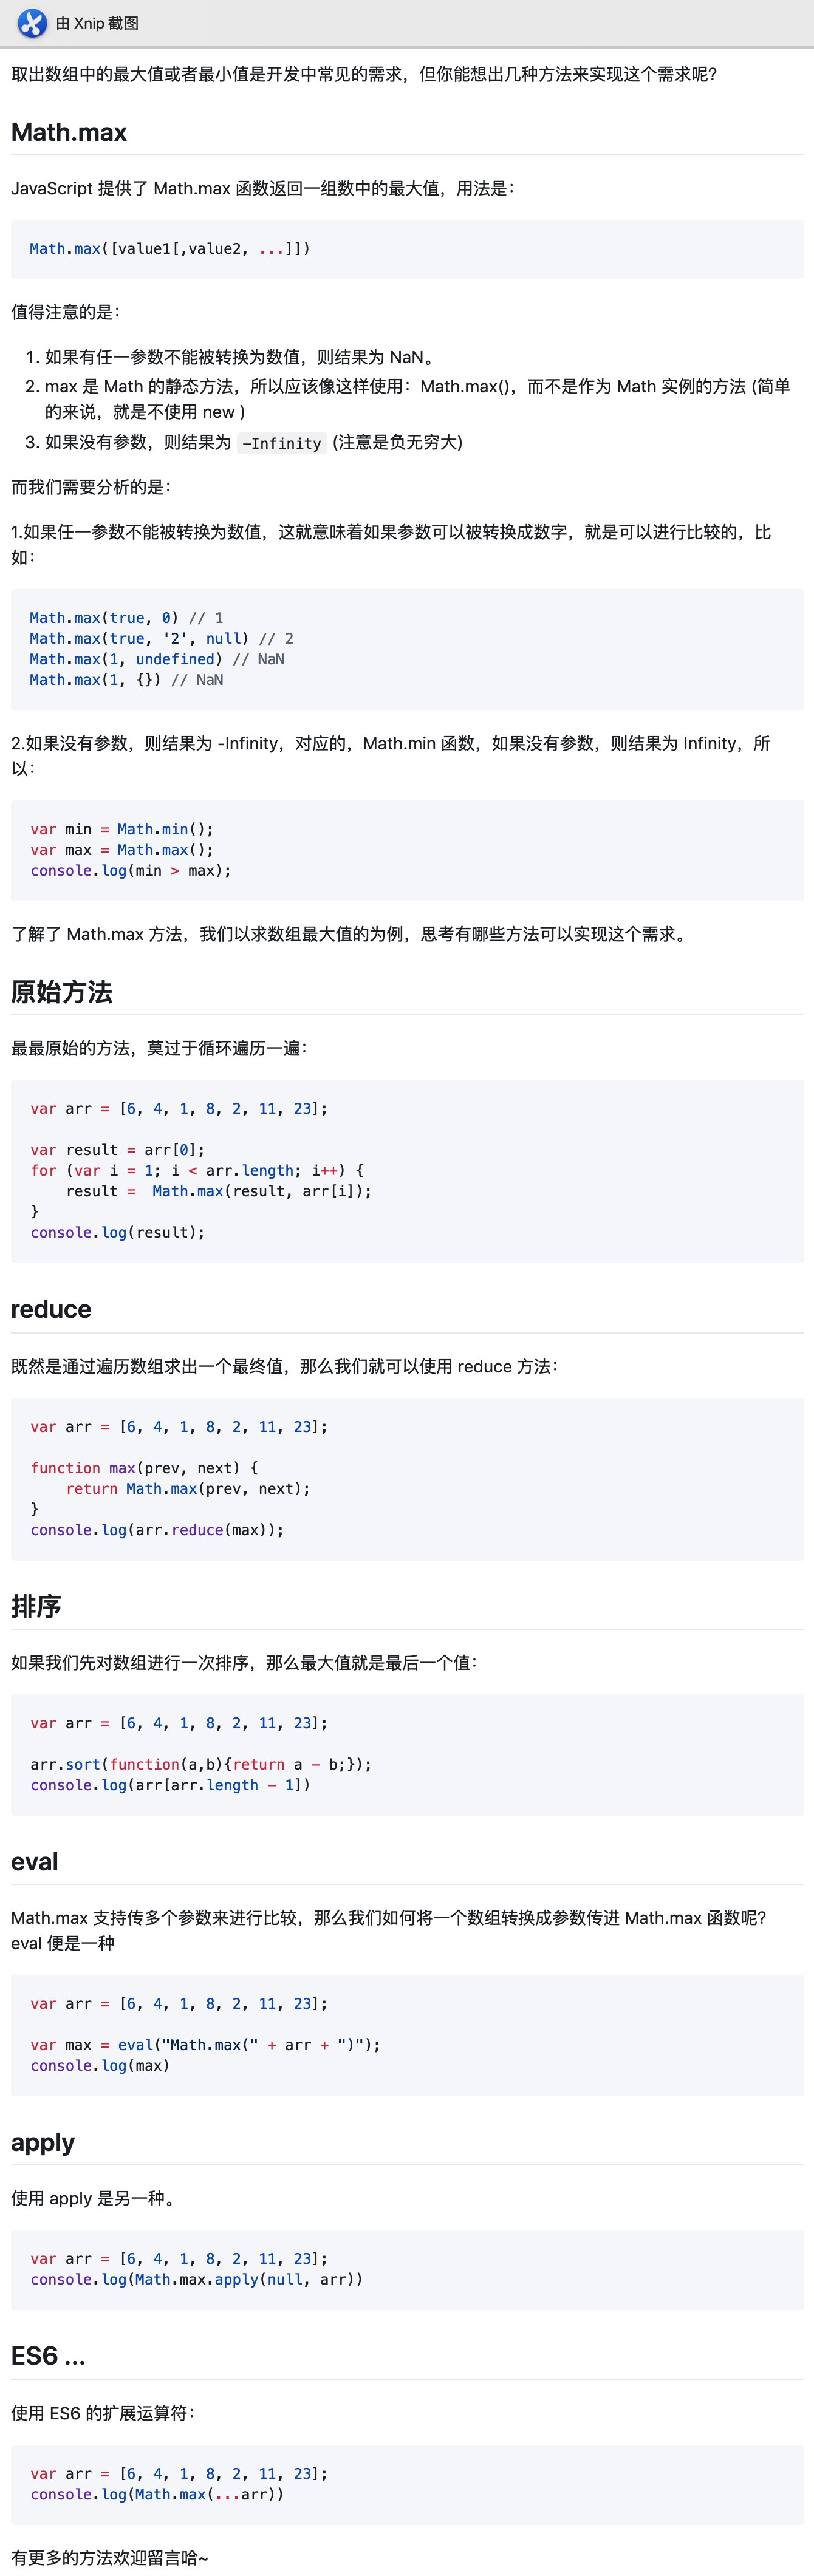 由 Xnip 截图
取出数组中的最大值或者最小值是开发中常见的需求，但你能想出几种方法来实现这个需求呢?
Math.max
JavaScript 提供了 Math.max 函数返回一组数中的最大值，用法是：
Math.max([value1[,value2, ...]])
值得注意的是：
1. 如果有任一参数不能被转换为数值，则结果为 NaN。
2. max 是 Math 的静态方法，所以应该像这样使用：Math.max()，而不是作为 Math 实例的方法 (简单
的来说，就是不使用 new )
3. 如果没有参数，则结果为 -Infinity (注意是负无穷大)
而我们需要分析的是：
1.如果任一参数不能被转换为数值，这就意味着如果参数可以被转换成数字，就是可以进行比较的，比
如：
Math.max(true, 0) // 1
Math.max(true, '2', null) // 2
Math.max(1, undefined) // NaN
Math.max(1, {}) // NaN
2.如果没有参数，则结果为 -Infinity，对应的，Math.min 函数，如果没有参数，则结果为 Infinity，所
以：
var min = Math.min();
var max = Math.max();
console.log(min > max);
了解了 Math.max 方法，我们以求数组最大值的为例，思考有哪些方法可以实现这个需求。
原始方法
最最原始的方法，莫过于循环遍历一遍：
var arr = [6, 4, 1, 8, 2, 11, 23];
var result = arr[0];
for (var i = 1; i < arr.length; i++) {
    result =  Math.max(result, arr[i]);
}
console.log(result);
reduce
既然是通过遍历数组求出一个最终值，那么我们就可以使用 reduce 方法：
var arr = [6, 4, 1, 8, 2, 11, 23];
function max(prev, next) {
    return Math.max(prev, next);
}
console.log(arr.reduce(max));
排序
如果我们先对数组进行一次排序，那么最大值就是最后一个值：
var arr = [6, 4, 1, 8, 2, 11, 23];
arr.sort(function(a,b){return a - b;});
console.log(arr[arr.length - 1])
eval
Math.max 支持传多个参数来进行比较，那么我们如何将一个数组转换成参数传进 Math.max 函数呢?
eval 便是一种
var arr = [6, 4, 1, 8, 2, 11, 23];
var max = eval("Math.max(" + arr + ")");
console.log(max)
apply
使用 apply 是另一种。
var arr = [6, 4, 1, 8, 2, 11, 23];
console.log(Math.max.apply(null, arr))
ES6 ...
使用 ES6 的扩展运算符：
var arr = [6, 4, 1, 8, 2, 11, 23];
console.log(Math.max(...arr))
有更多的方法欢迎留言哈~